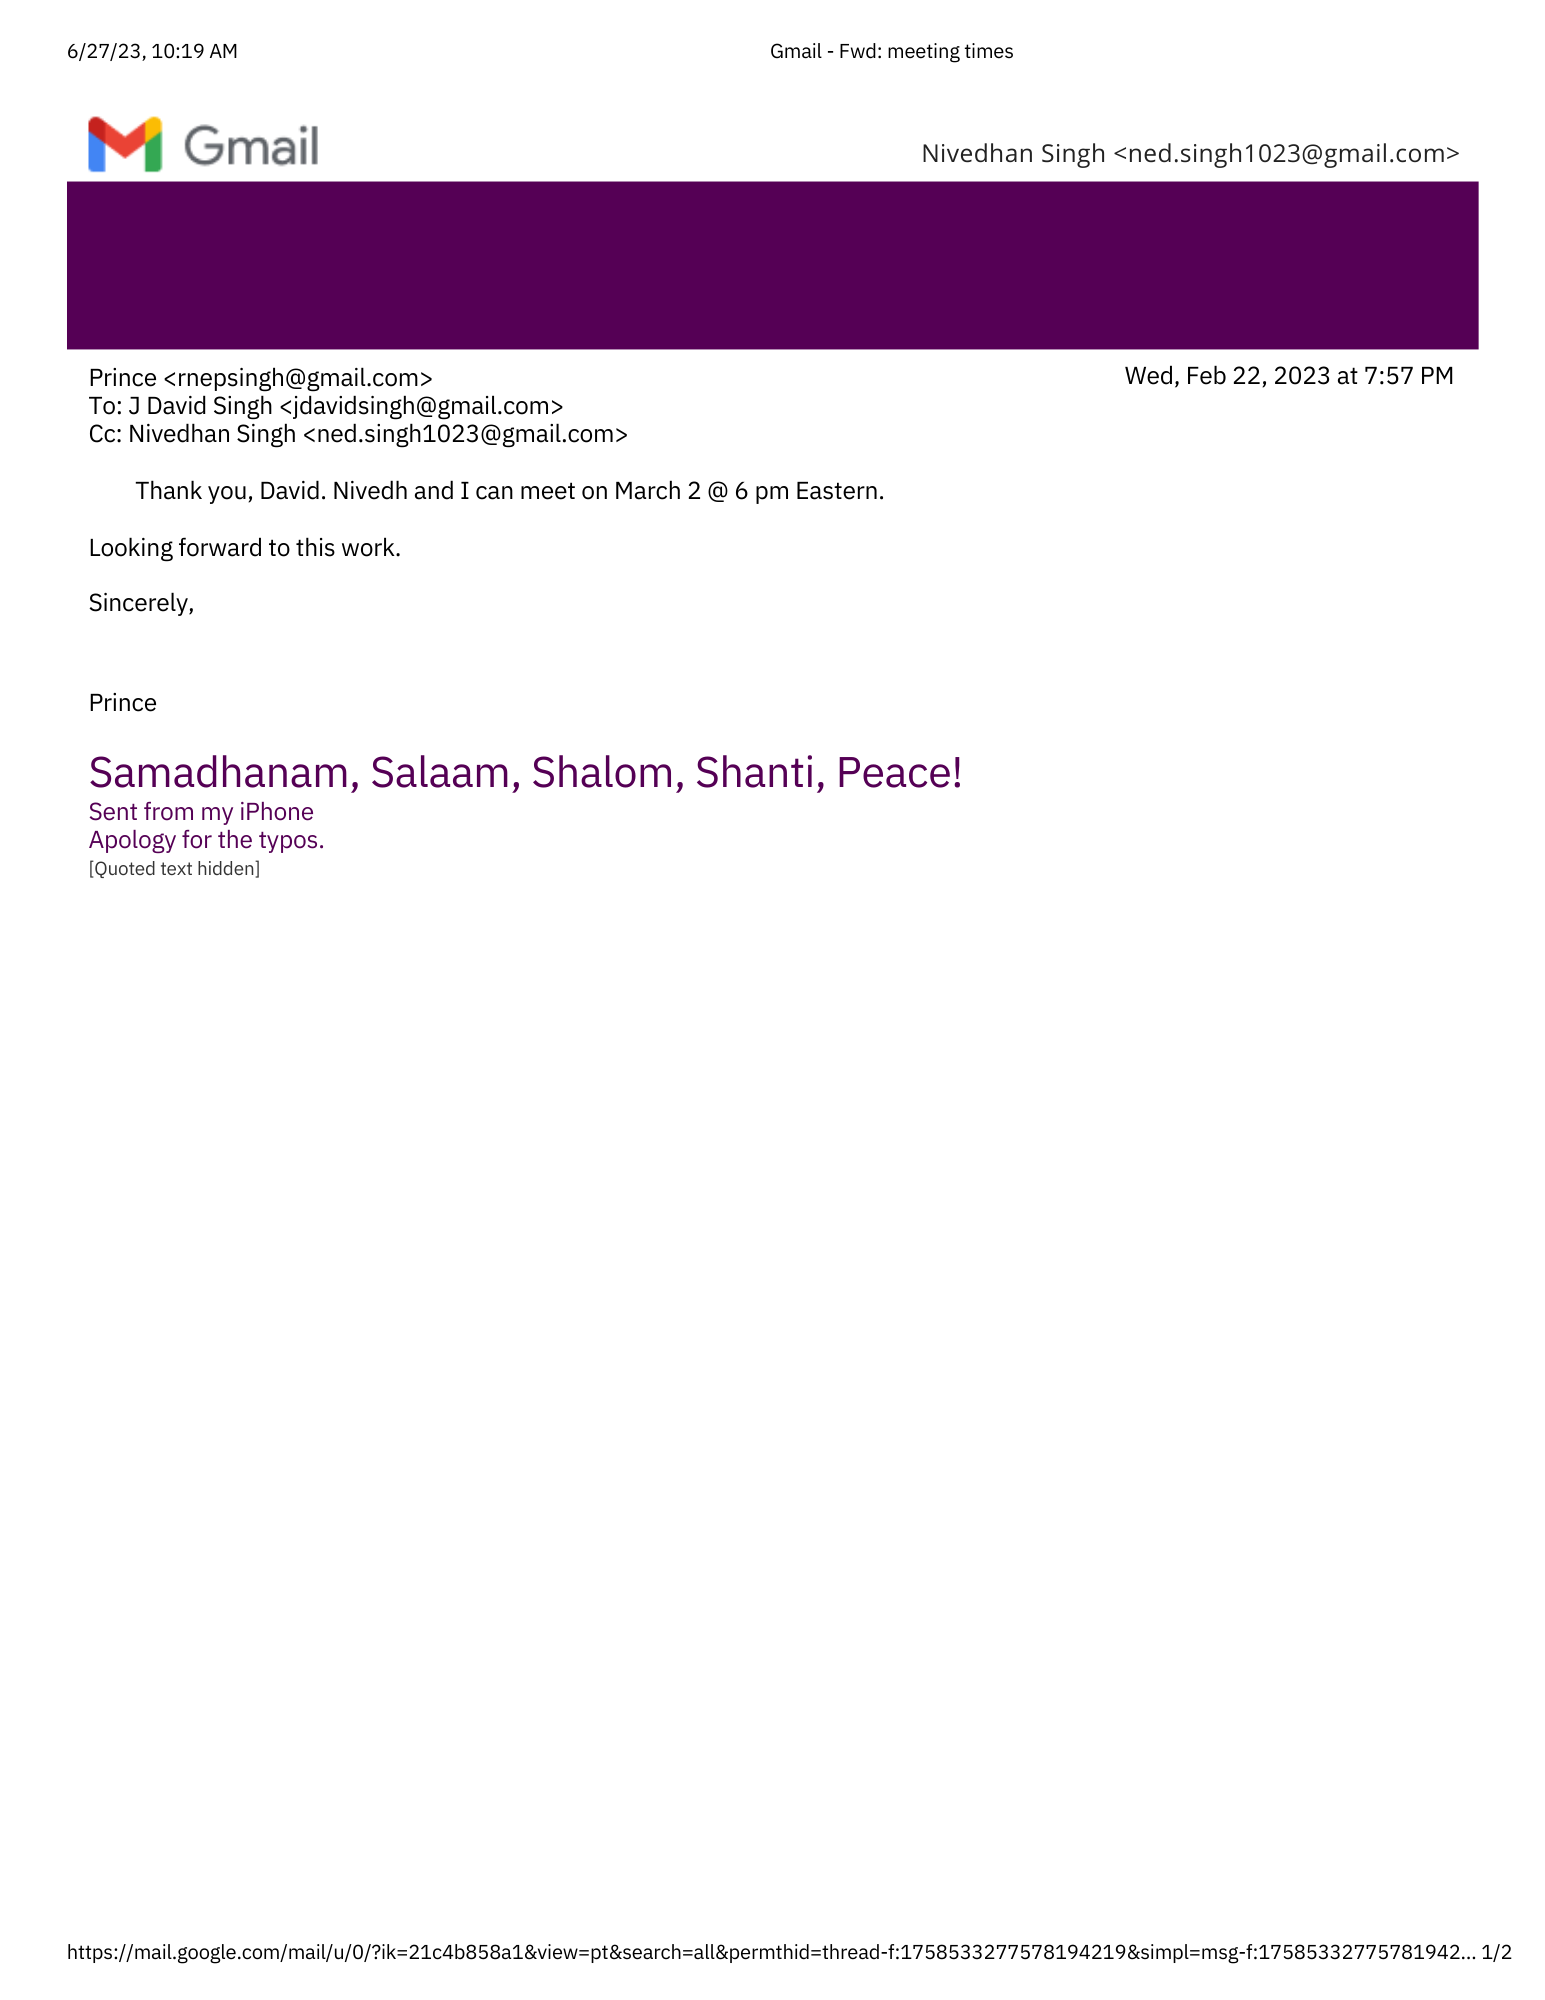 6/27/23, 10:19 AM
Gmail - Fwd: meeting times
Gmail
Nivedhan Singh <ned.singh1023@gmail.com>
Prince <rnepsingh@gmail.com>
Wed, Feb 22, 2023 at 7:57 PM
To: J David Singh <jdavidsingh@gmail.com>
Cc: Nivedhan Singh <ned.singh1023@gmail.com>
Thank you, David. Nivedh and I can meet on March 2 @ 6 pm Eastern.
Looking forward to this work.
Sincerely,
Prince
Samadhanam, Salaam, Shalom, Shanti, Peace!
Sent from my iPhone
Apology for the typos.
[Quoted text hidden]
https://mail.google.com/mail/u/0/?ik=21c4b858a1&view=pt&search=all&permthid=thread-f:1758533277578194219&simpl=msg-f:17585332775781942... 1/2